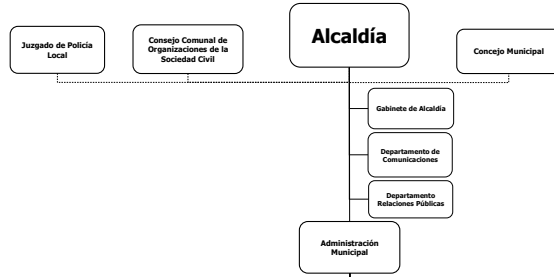 Juzgado de Policía
Local
Consejo Comunal de
Organizaciones de la
Sociedad Civil
Alcaldía
Concejo Municipal
Gabinete de Alcaldía
Departamento de
Comunicaciones
Departamento
Relaciones Públicas
Administración
Municipal